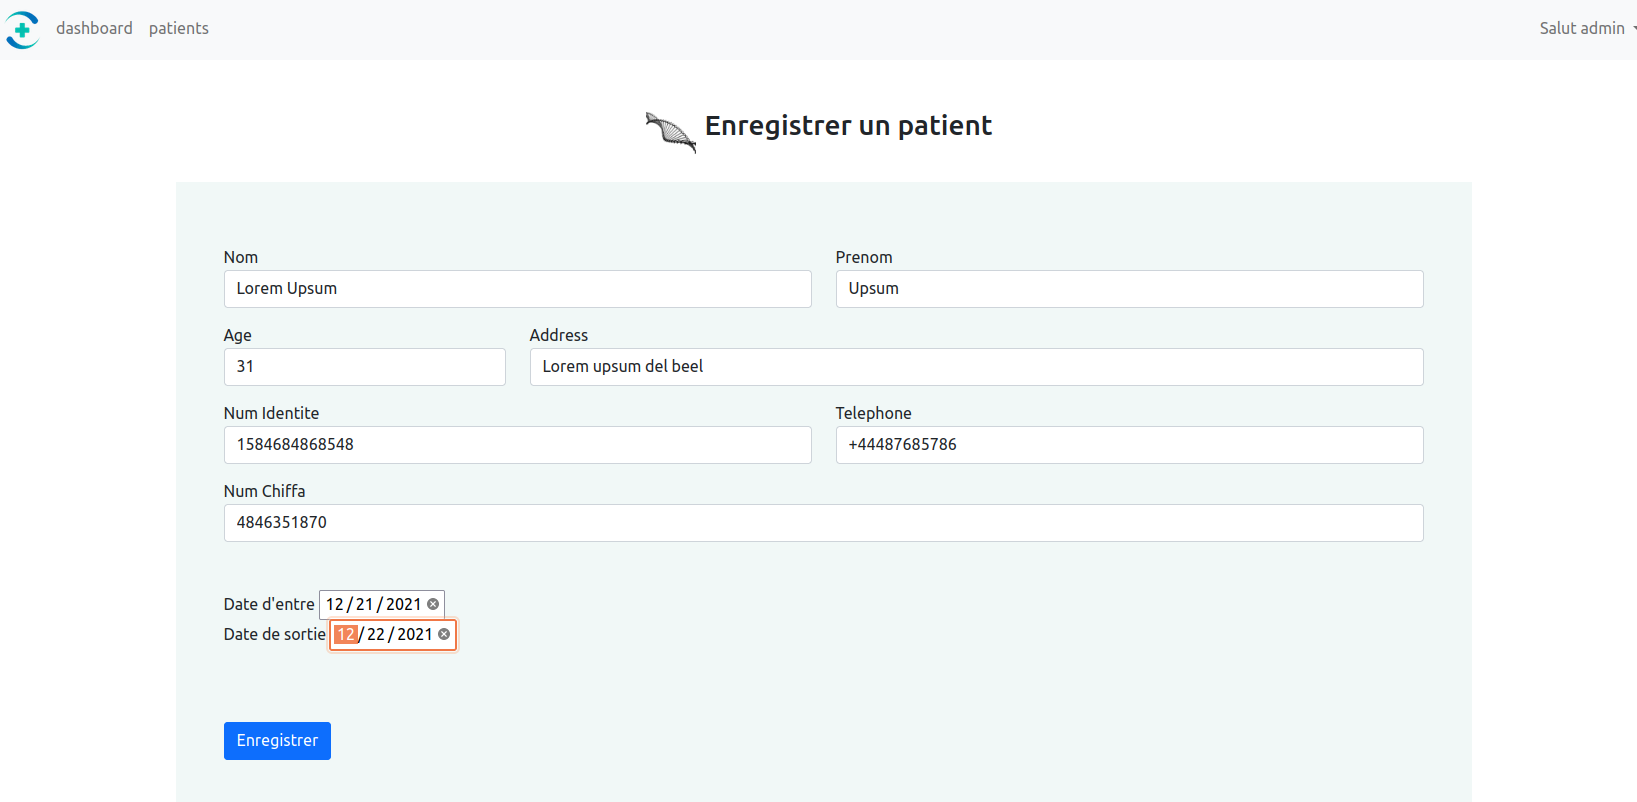 dashboard patients Salut admin
Enregistrer un patient
Nom Prenom
Lorem Upsum Upsum
Age Address
31 Lorem upsum del beel
Num Identite Telephone
1584684868548 +44487685786
Num Chiffa
4846351870
Date d'entre 12/21/2021
Date de sortie 12/22/2021
Enregistrer